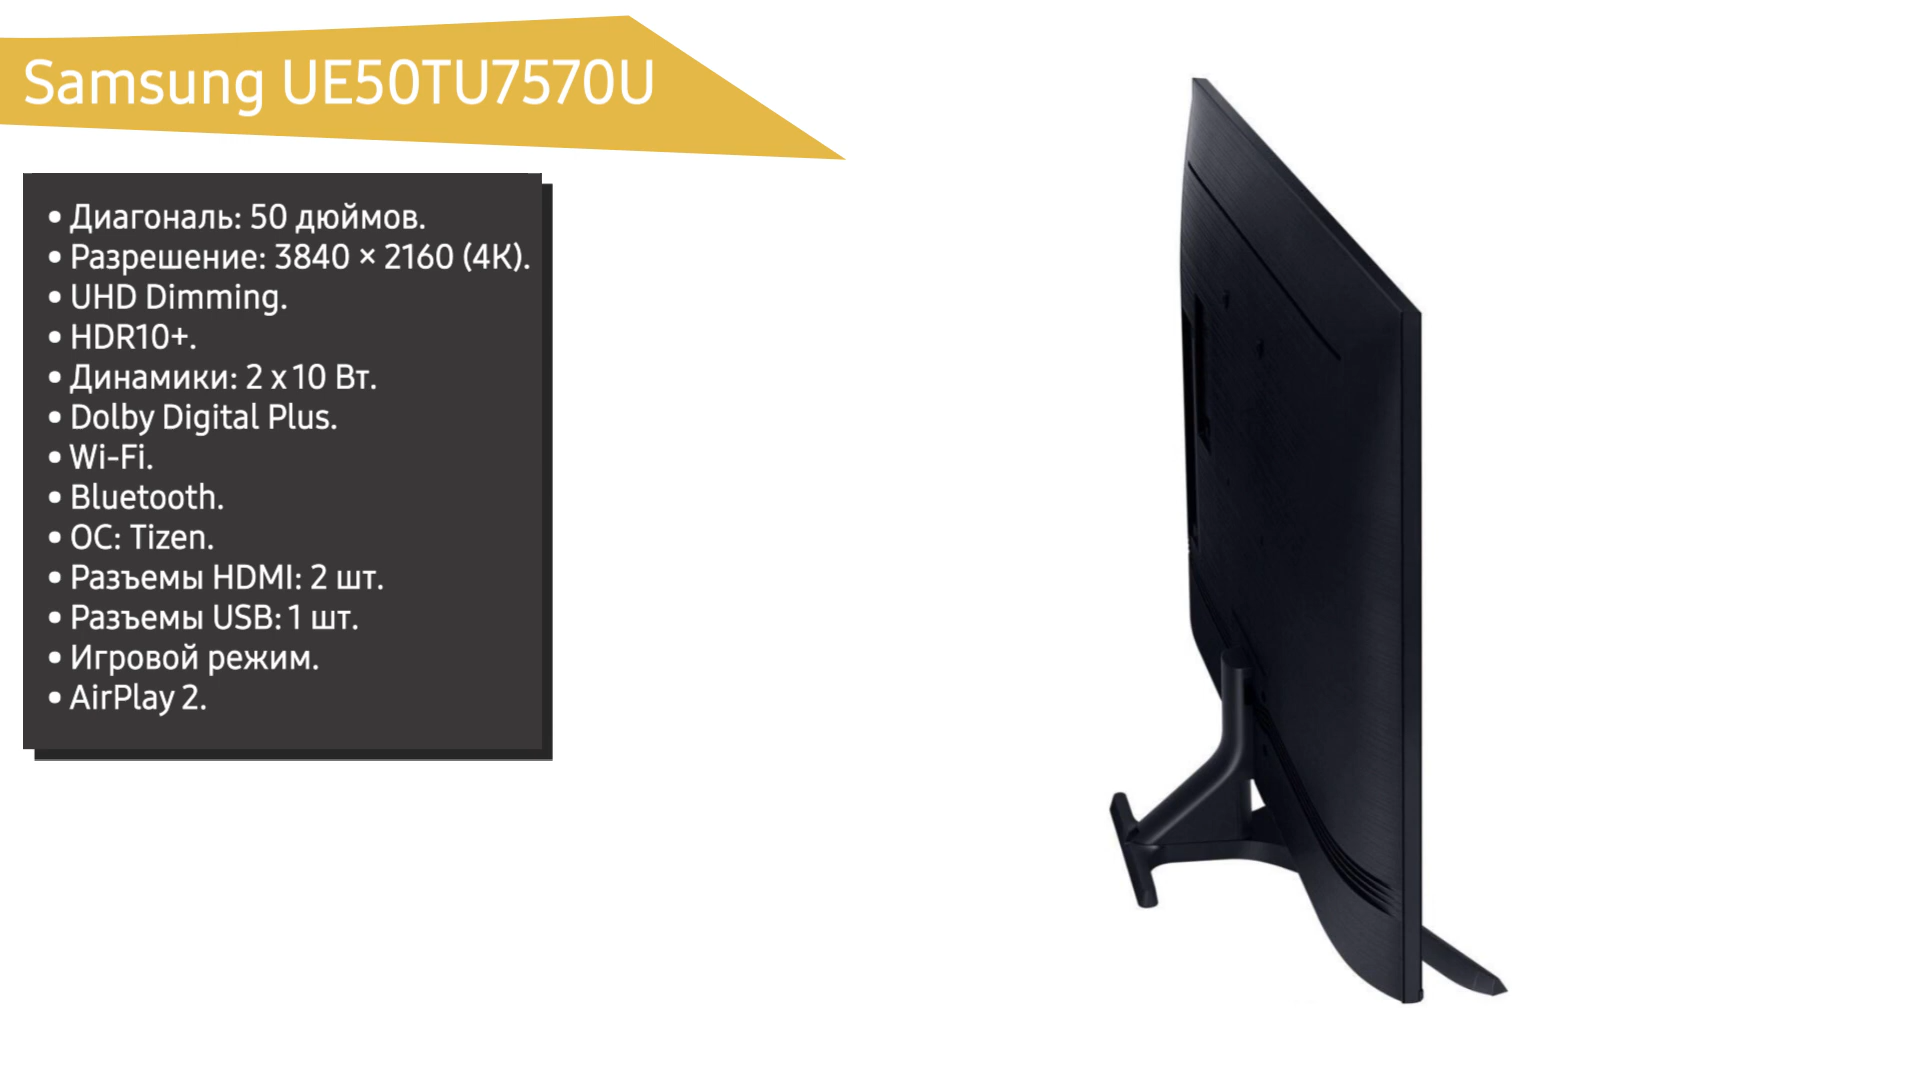 Samsung UE50TU7570U
• Диагональ: 50 дюймов.
• Разрешение: 3840 × 2160 (4К).
• UHD Dimming.
• HDR10+.
• Динамики: 2 x 10 Вт.
• Dolby Digital Plus.
• Wi-Fi.
• Bluetooth.
• ОС: Tizen.
• Разъемы HDMI: 2 шт.
• Разъемы USB: 1 шт.
• Игровой режим.
• AirPlay 2.